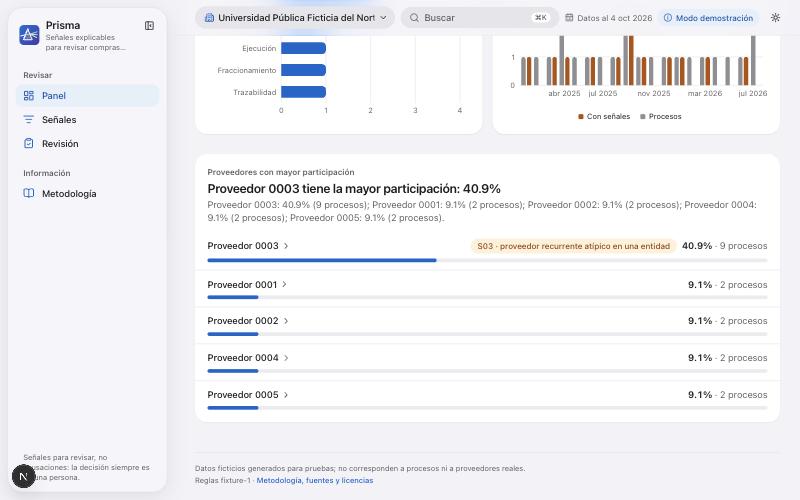 Prisma
Señales explicables
para revisar compras...
Revisar
Panel
Señales
Revisión
Información
Metodología
Señales para revisar, no
usaciones: la decisión siempre es
una persona.
N
Universidad Pública Ficticia del Nort
Buscar
⌘K
Datos al 4 oct 2026
Modo demostración
Ejecución
Fraccionamiento
Trazabilidad
0 1 2 3 4
1
0
abr 2025 jul 2025 nov 2025 mar 2026 jul 2026
Con señales Procesos
Proveedores con mayor participación
Proveedor 0003 tiene la mayor participación: 40.9%
Proveedor 0003: 40.9% (9 procesos); Proveedor 0001: 9.1% (2 procesos); Proveedor 0002: 9.1% (2 procesos); Proveedor 0004:
9.1% (2 procesos); Proveedor 0005: 9.1% (2 procesos).
Proveedor 0003 > S03 · proveedor recurrente atípico en una entidad 40.9% · 9 procesos
Proveedor 0001 > 9.1% · 2 procesos
Proveedor 0002 > 9.1% · 2 procesos
Proveedor 0004 > 9.1% · 2 procesos
Proveedor 0005 > 9.1% · 2 procesos
Datos ficticios generados para pruebas; no corresponden a procesos ni a proveedores reales.
Reglas fixture-1 · Metodología, fuentes y licencias